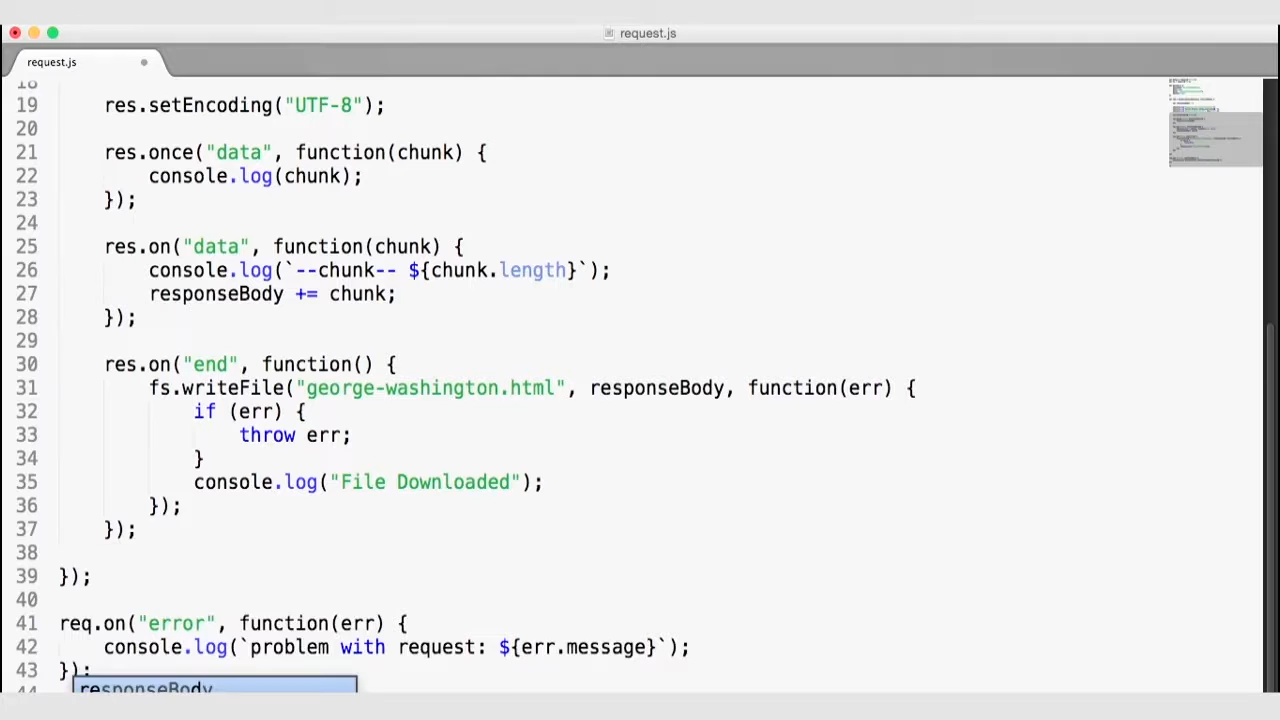 request.js
request.js
18
19 res.setEncoding("UTF-8");
20
21 res.once("data", function(chunk) {
22 console.log(chunk);
23 });
24
25 res.on("data", function(chunk) {
26 console.log(`--chunk-- ${chunk.length}`);
27 responseBody += chunk;
28 });
29
30 res.on("end", function() {
31 fs.writeFile("george-washington.html", responseBody, function(err) {
32 if (err) {
33 throw err;
34 }
35 console.log("File Downloaded");
36 });
37 });
38
39 });
40
41 req.on("error", function(err) {
42 console.log(`problem with request: ${err.message}`);
43 });
44
responseBody